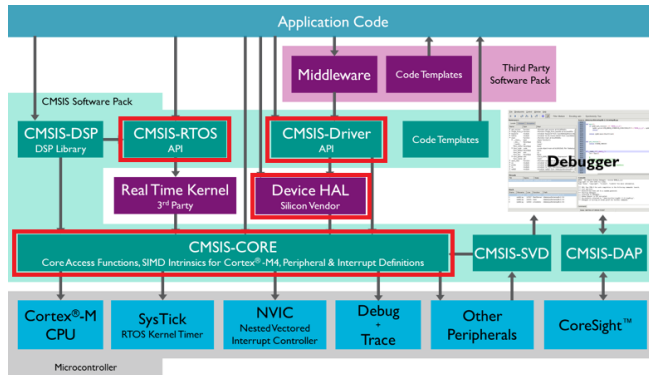 Application Code
Middleware
Code Templates
Third Party
Software Pack
CMSIS Software Pack
CMSIS-DSP
DSP Library
CMSIS-RTOS
API
CMSIS-Driver
API
Code Templates
Debugger
Real Time Kernel
3rd Party
Device HAL
Silicon Vendor
CMSIS-CORE
Core Access Functions, SIMD Intrinsics for Cortex®-M4, Peripheral & Interrupt Definitions
CMSIS-SVD
CMSIS-DAP
Cortex®-M
CPU
SysTick
RTOS Kernel Timer
NVIC
Nested Vectored
Interrupt Controller
Debug
+
Trace
Other
Peripherals
CoreSight™
Microcontroller